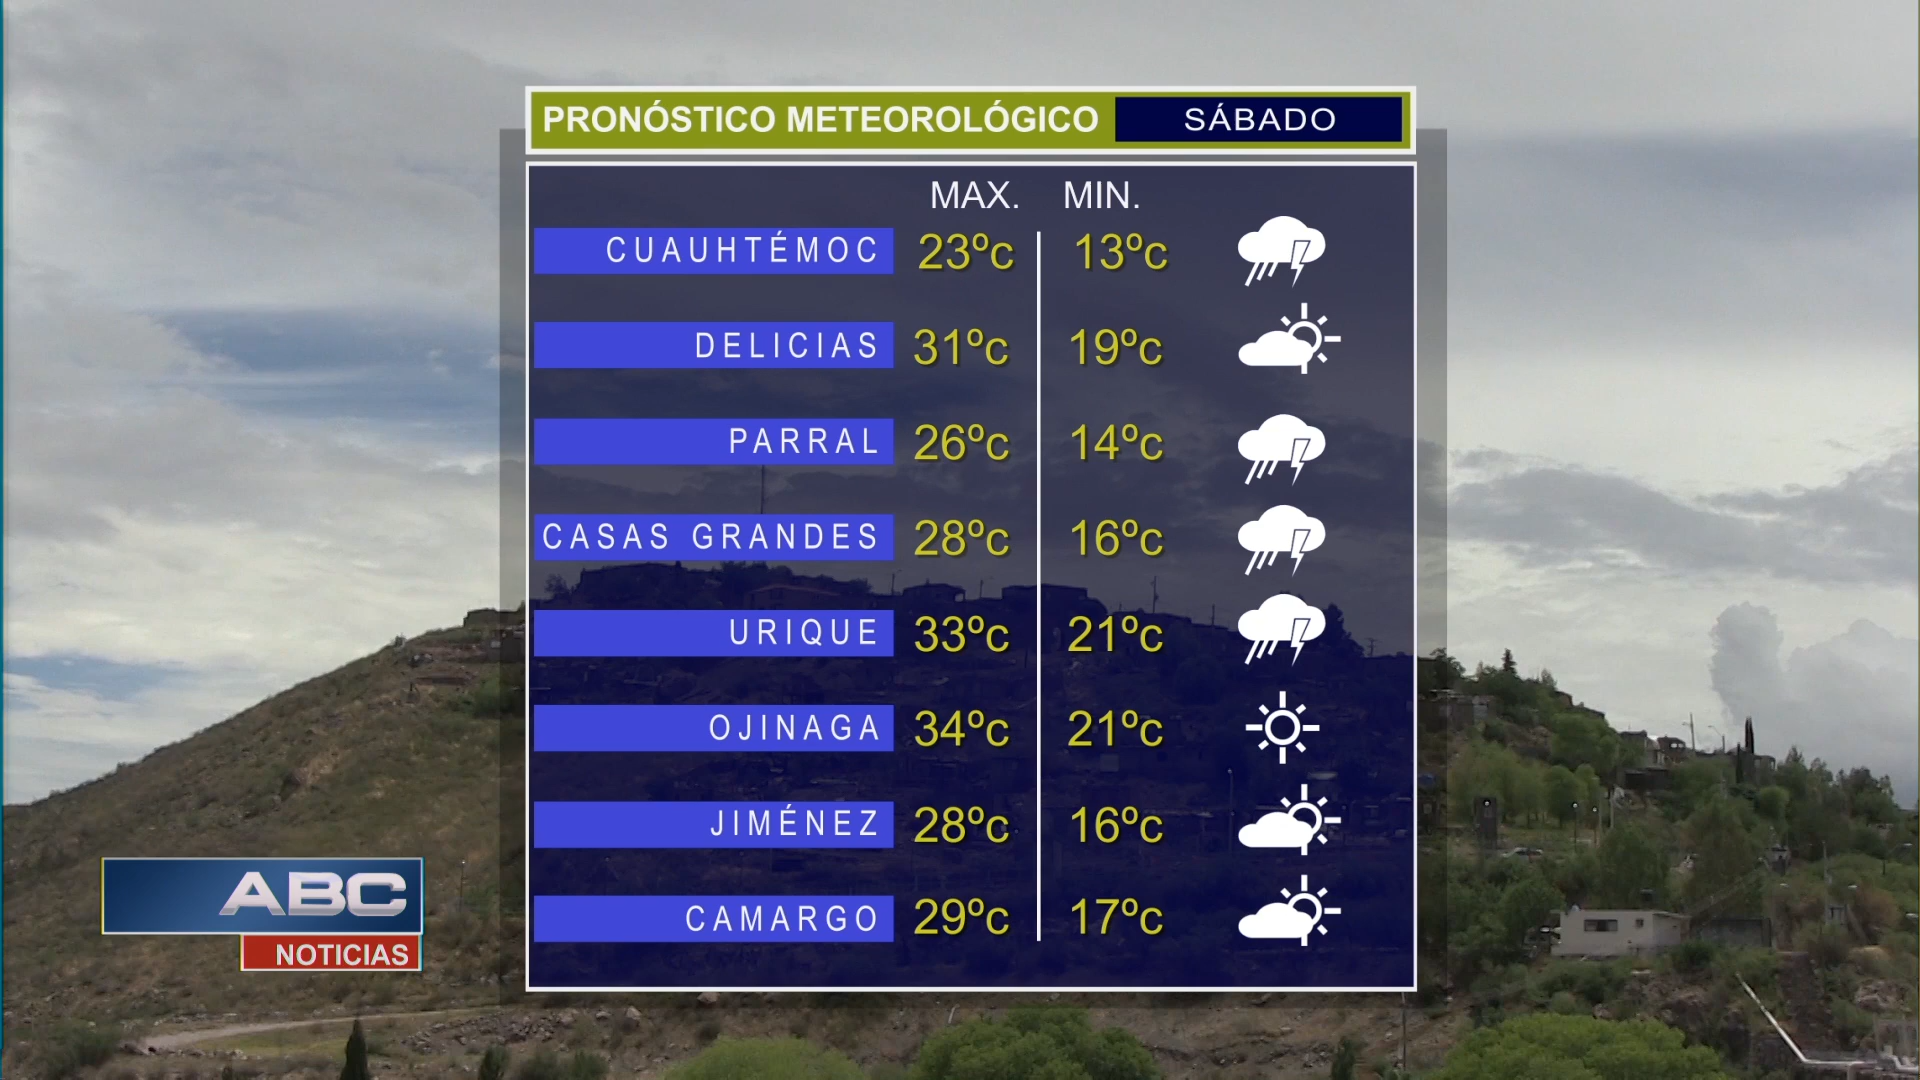 PRONÓSTICO METEOROLÓGICO SÁBADO
MAX. MIN.
CUAUHTÉMOC 23ºc 13ºc
DELICIAS 31ºc 19ºc
PARRAL 26ºc 14ºc
CASAS GRANDES 28ºc 16ºc
URIQUE 33ºc 21ºc
OJINAGA 34ºc 21ºc
JIMÉNEZ 28ºc 16ºc
CAMARGO 29ºc 17ºc
ABC
NOTICIAS